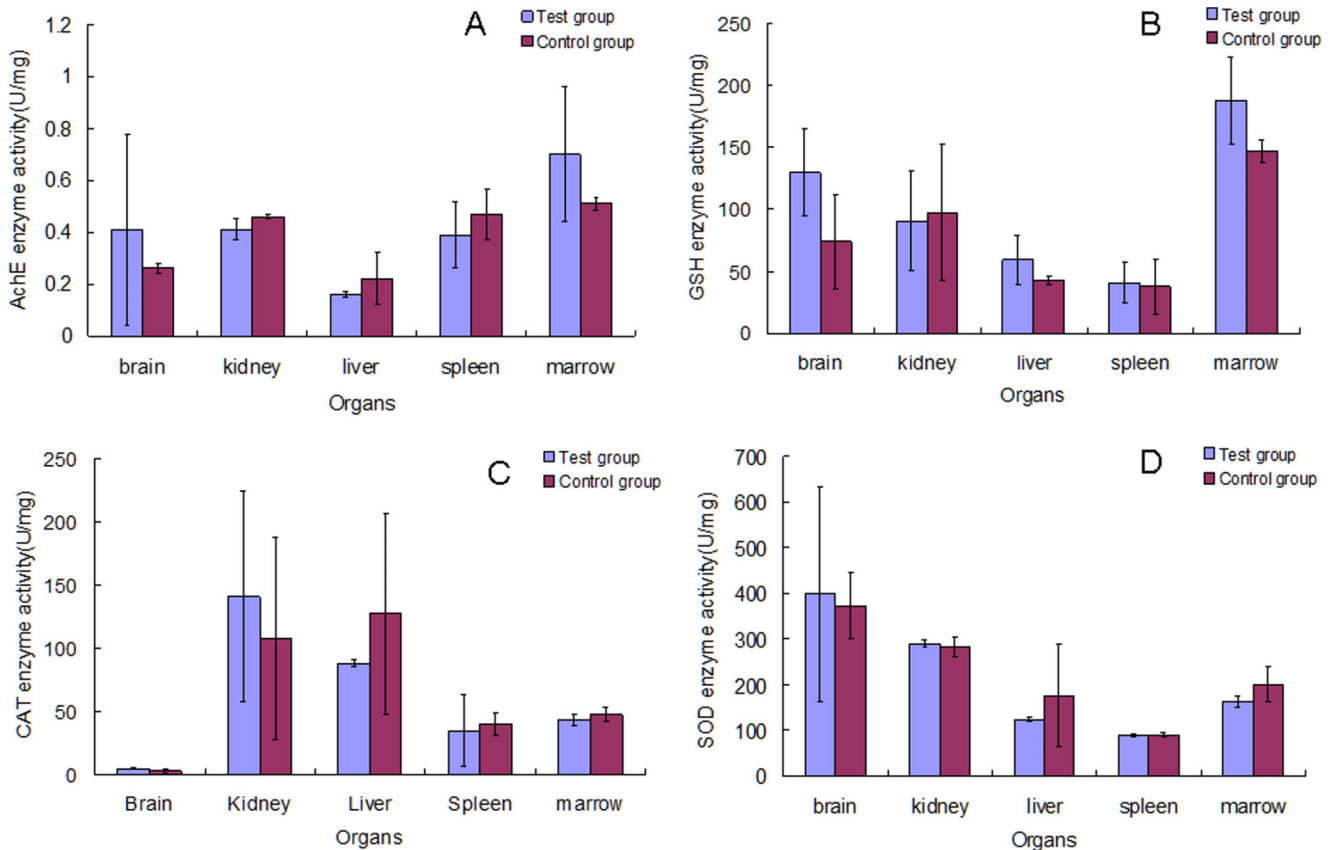 A
Test group
Control group
AchE enzyme activity(U/mg)
1.2
1
0.8
0.6
0.4
0.2
0
brain kidney liver spleen marrow
Organs
B
Test group
Control group
GSH enzyme activity(U/mg)
250
200
150
100
50
0
brain kidney liver spleen marrow
Organs
C
Test group
Control group
CAT enzyme activity(U/mg)
250
200
150
100
50
0
Brain Kidney Liver Spleen marrow
Organs
D
Test group
Control group
SOD enzyme activity(U/mg)
700
600
500
400
300
200
100
0
brain kidney liver spleen marrow
Organs